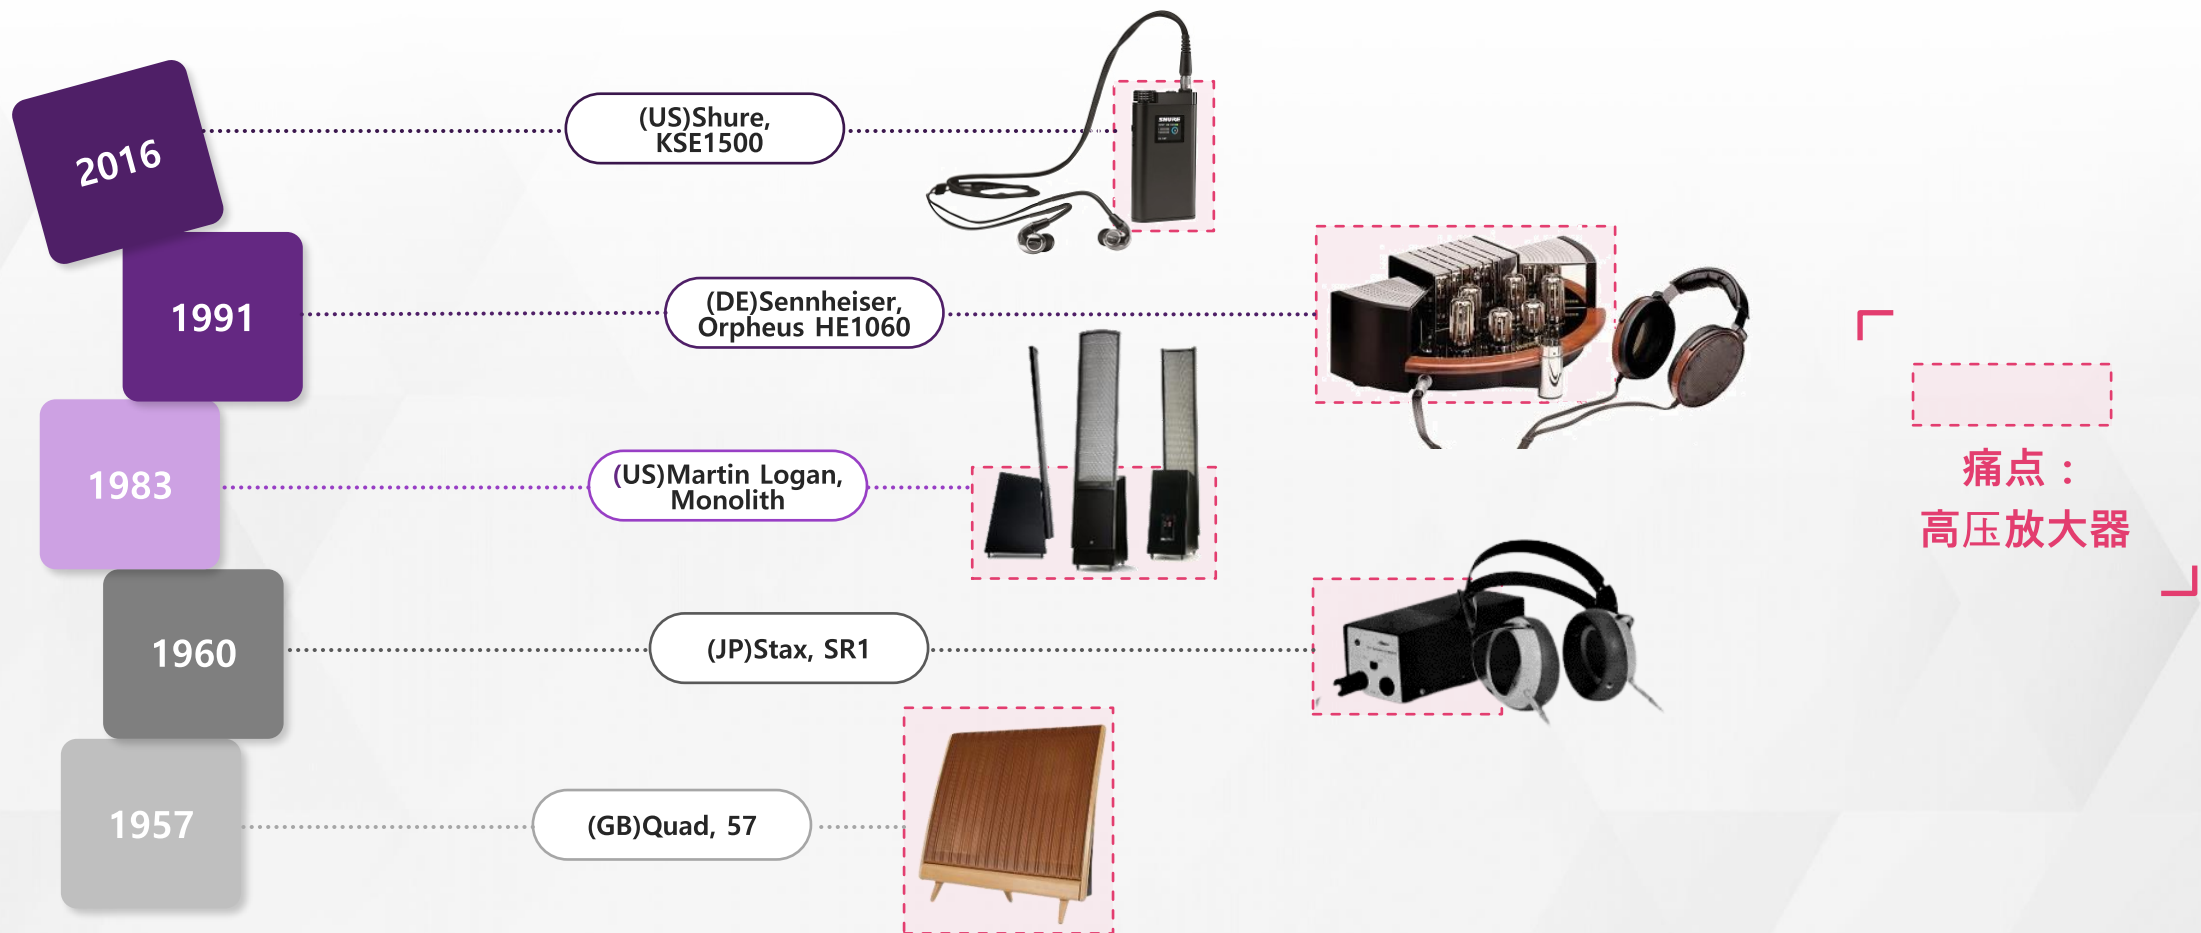 2016
(US)Shure,
KSE1500
SHURE
1991
(DE)Sennheiser,
Orpheus HE1060
1983
(US)Martin Logan,
Monolith
痛点：
高压放大器
1960
(JP)Stax, SR1
1957
(GB)Quad, 57